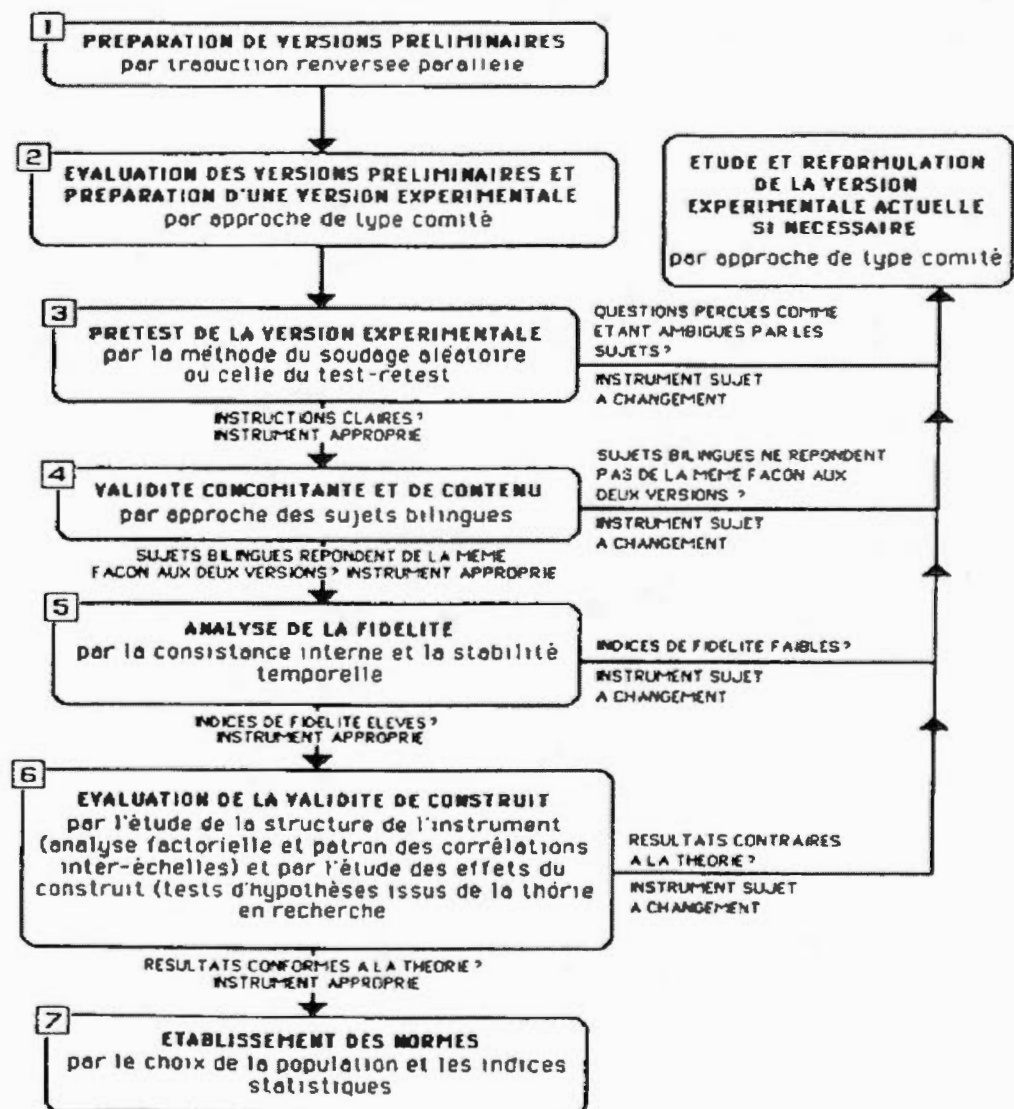 1
PREPARATION DE VERSIONS PRELIMINAIRES
par traduction renversée parallèle
2
EVALUATION DES VERSIONS PRELIMINAIRES ET
PREPARATION D'UNE VERSION EXPERIMENTALE
par approche de type comité
ETUDE ET REFORMULATION
DE LA VERSION
EXPERIMENTALE ACTUELLE
SI NECESSAIRE
par approche de type comité
3
PRETEST DE LA VERSION EXPERIMENTALE
par la méthode du soudage aléatoire
ou celle du test-retest
QUESTIONS PERCUES COMME
ETANT AMBIGUES PAR LES
SUJETS?
INSTRUMENT SUJET
A CHANGEMENT
INSTRUCTIONS CLAIRES?
INSTRUMENT APPROPRIE
4
VALIDITE CONCOMITANTE ET DE CONTENU
par approche des sujets bilingues
SUJETS BILINGUES NE REPONDENT
PAS DE LA MEME FAÇON AUX
DEUX VERSIONS ?
INSTRUMENT SUJET
A CHANGEMENT
SUJETS BILINGUES REPONDENT DE LA MEME
FACON AUX DEUX VERSIONS? INSTRUMENT APPROPRIE
5
ANALYSE DE LA FIDELITE
par la consistance interne et la stabilité
temporelle
INDICES DE FIDELITE FAIBLES?
INSTRUMENT SUJET
A CHANGEMENT
INDICES DE FIDELITE ELEVES?
INSTRUMENT APPROPRIE
6
EVALUATION DE LA VALIDITE DE CONSTRUIT
par l'étude de la structure de l'instrument
(analyse factorielle et patron des corrélations
inter-échelles) et par l'étude des effets du
construit (tests d'hypothèses issus de la thórie
en recherche
RESULTATS CONTRAIRES
A LA THEORIE?
INSTRUMENT SUJET
A CHANGEMENT
RESULTATS CONFORMES A LA THEORIE?
INSTRUMENT APPROPRIE
7
ETABLISSEMENT DES NORMES
par le choix de la population et les indices
statistiques